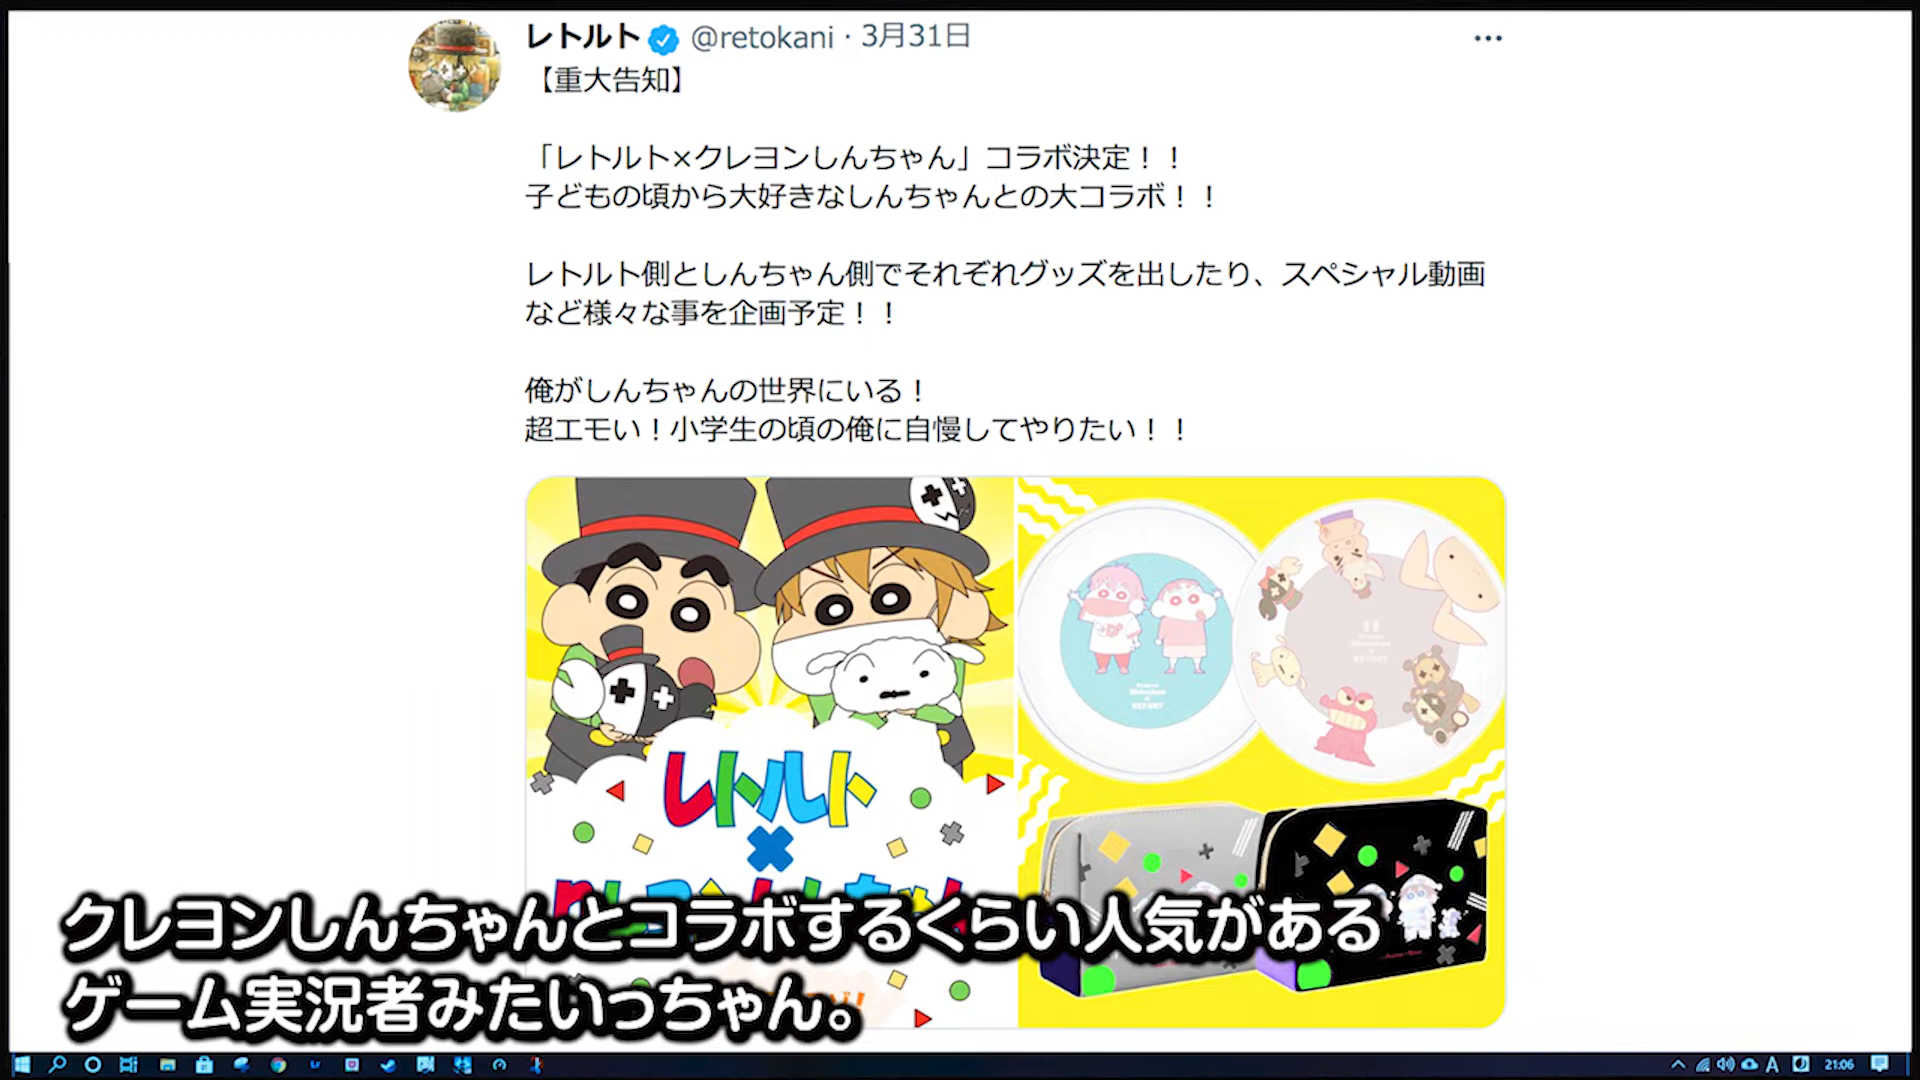 レトルト @retokani · 3月31日
【重大告知】
「レトルト×クレヨンしんちゃん」コラボ決定！！
子どもの頃から大好きなしんちゃんとの大コラボ！！
レトルト側としんちゃん側でそれぞれグッズを出したり、スペシャル動画
など様々な事を企画予定！！
俺がしんちゃんの世界にいる！
超エモい！小学生の頃の俺に自慢してやりたい！！
レトルト
×
クレヨンしんちゃんとコラボするくらい人気がある
ゲーム実況者みたいっちゃん。
A
21:06